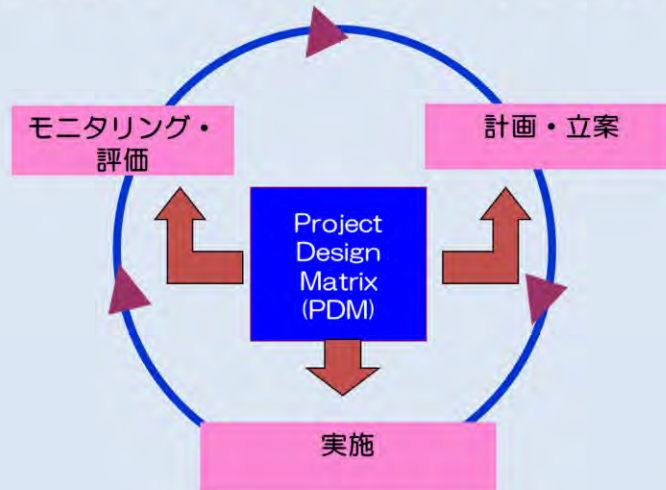 モニタリング・
評価
計画・立案
Project
Design
Matrix
(PDM)
実施